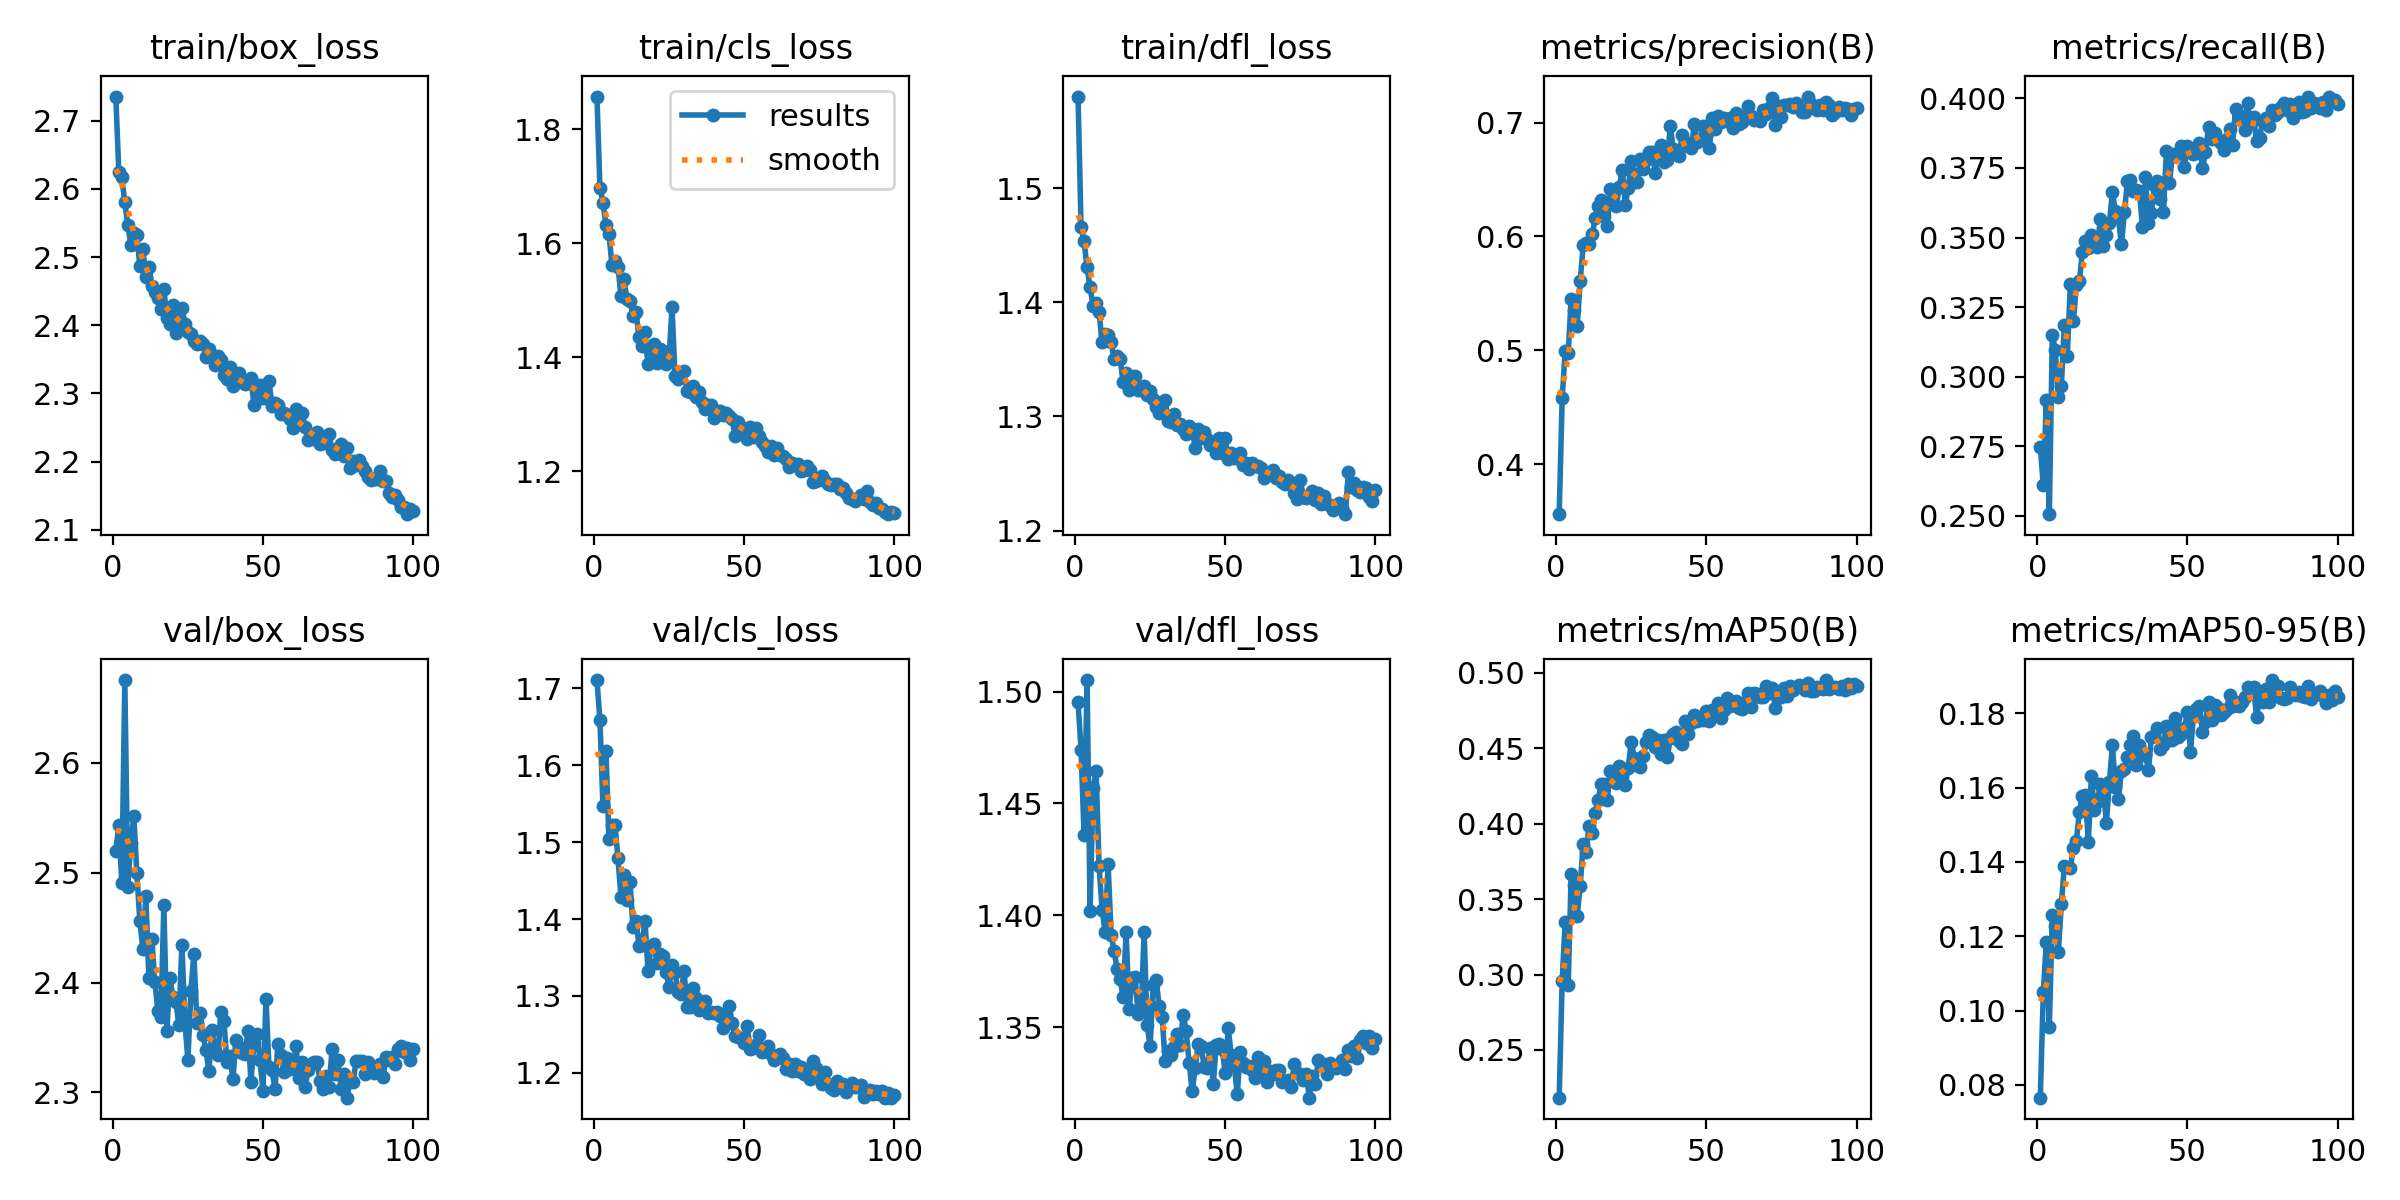 train/box_loss
2.7
2.6
2.5
2.4
2.3
2.2
2.1
0 50 100
train/cls_loss
results
smooth
1.8
1.6
1.4
1.2
0 50 100
train/dfl_loss
1.5
1.4
1.3
1.2
0 50 100
metrics/precision(B)
0.7
0.6
0.5
0.4
0 50 100
metrics/recall(B)
0.400
0.375
0.350
0.325
0.300
0.275
0.250
0 50 100
val/box_loss
2.6
2.5
2.4
2.3
0 50 100
val/cls_loss
1.7
1.6
1.5
1.4
1.3
1.2
0 50 100
val/dfl_loss
1.50
1.45
1.40
1.35
0 50 100
metrics/mAP50(B)
0.50
0.45
0.40
0.35
0.30
0.25
0 50 100
metrics/mAP50-95(B)
0.18
0.16
0.14
0.12
0.10
0.08
0 50 100